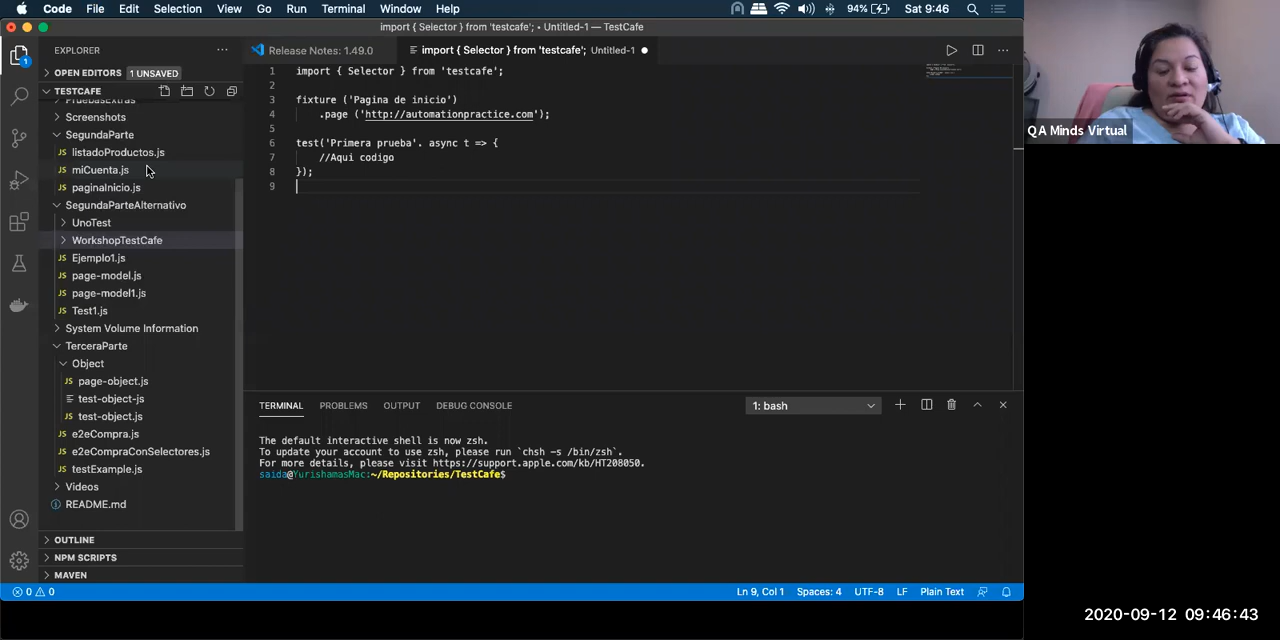 Code File Edit Selection View Go Run Terminal Window Help 94% Sat 9:46
import { Selector } from 'testcafe'; • Untitled-1 — TestCafe
EXPLORER
Release Notes: 1.49.0
import { Selector } from 'testcafe'; Untitled-1
OPEN EDITORS 1 UNSAVED
TESTCAFE
PruebasExtras
Screenshots
SegundaParte
listadoProductos.js
miCuenta.js
paginaInicio.js
SegundaParteAlternativo
UnoTest
WorkshopTestCafe
Ejemplo1.js
page-model.js
page-model1.js
Test1.js
System Volume Information
TerceraParte
Object
page-object.js
test-object-js
test-object.js
e2eCompra.js
e2eCompraConSelectores.js
testExample.js
Videos
README.md
OUTLINE
NPM SCRIPTS
MAVEN
1 import { Selector } from 'testcafe';
2
3 fixture ('Pagina de inicio')
4 .page ('http://automationpractice.com');
5
6 test('Primera prueba'. async t => {
7 //Aqui codigo
8 });
9
TERMINAL PROBLEMS OUTPUT DEBUG CONSOLE 1: bash
The default interactive shell is now zsh.
To update your account to use zsh, please run `chsh -s /bin/zsh`.
For more details, please visit https://support.apple.com/kb/HT208050.
saida@YurishamasMac:~/Repositories/TestCafe$
0 0 Ln 9, Col 1 Spaces: 4 UTF-8 LF Plain Text
QA Minds Virtual
2020-09-12 09:46:43